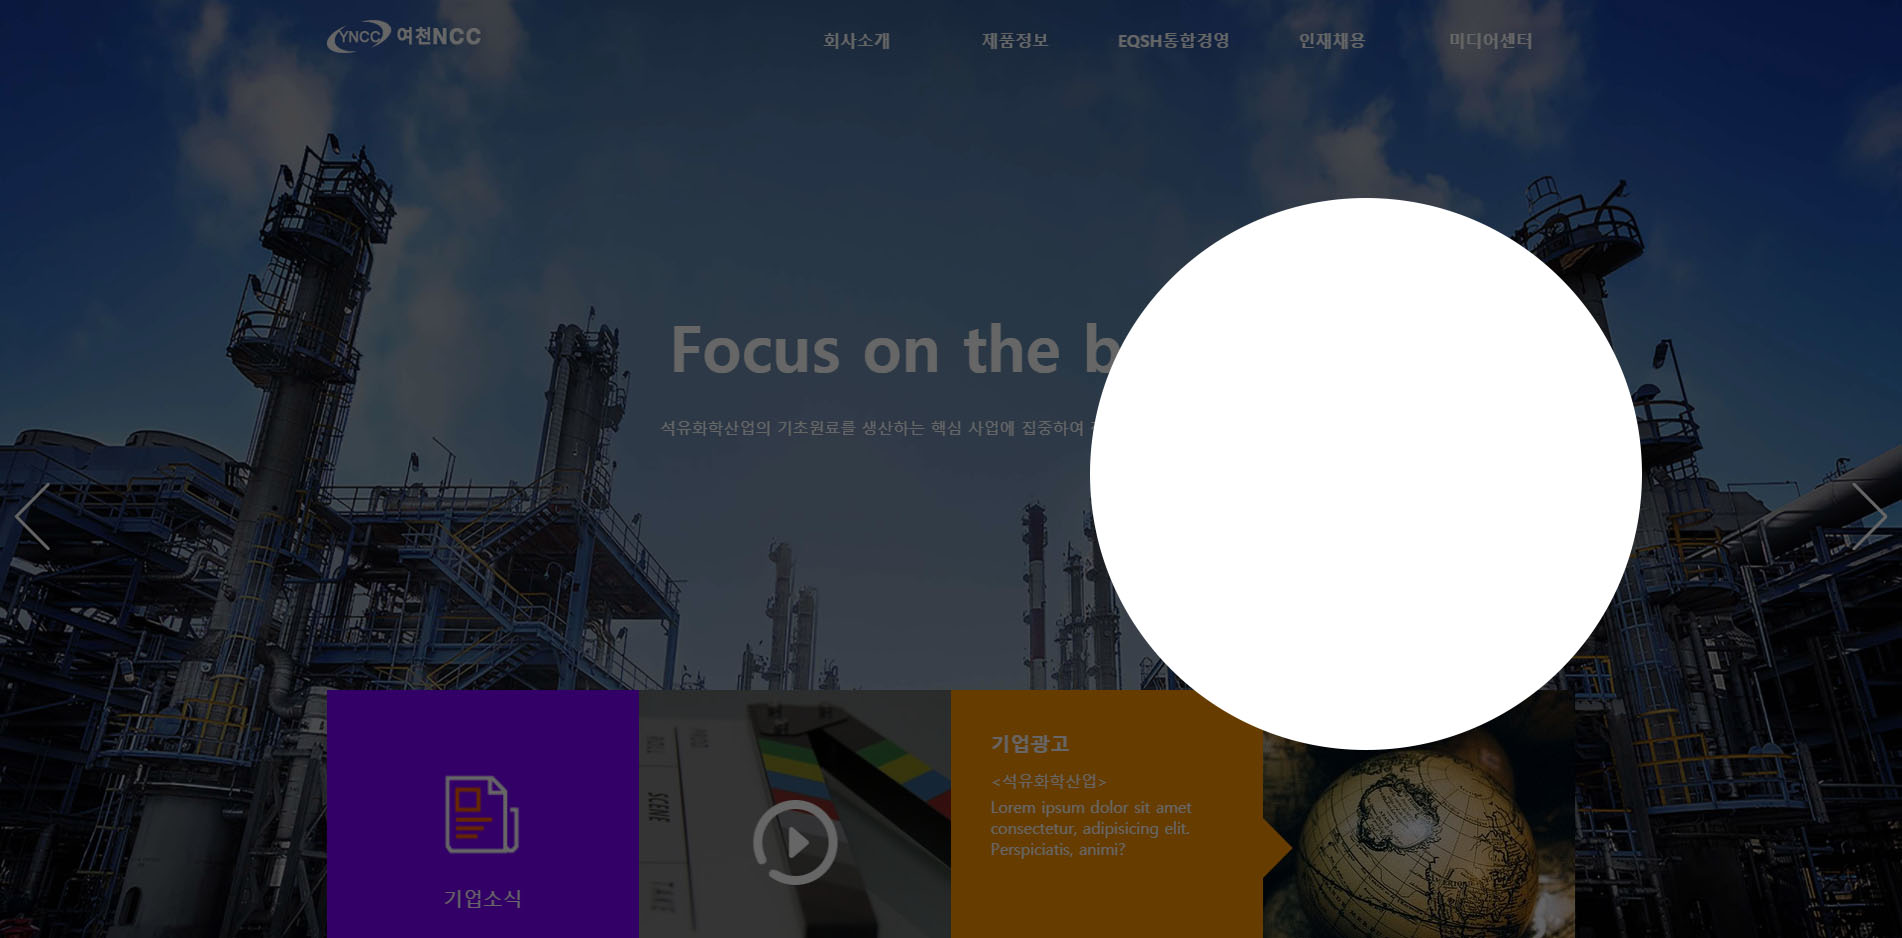 YNCC 여천NCC
회사소개 제품정보 EQSH통합경영 인재채용 미디어센터
Focus on the
석유화학산업의 기초원료를 생산하는 핵심 사업에 집중하여
기업광고
<석유화학산업>
Lorem ipsum dolor sit amet
consectetur, adipisicing elit.
Perspiciatis, animi?
SCENE
TAKE
기업소식